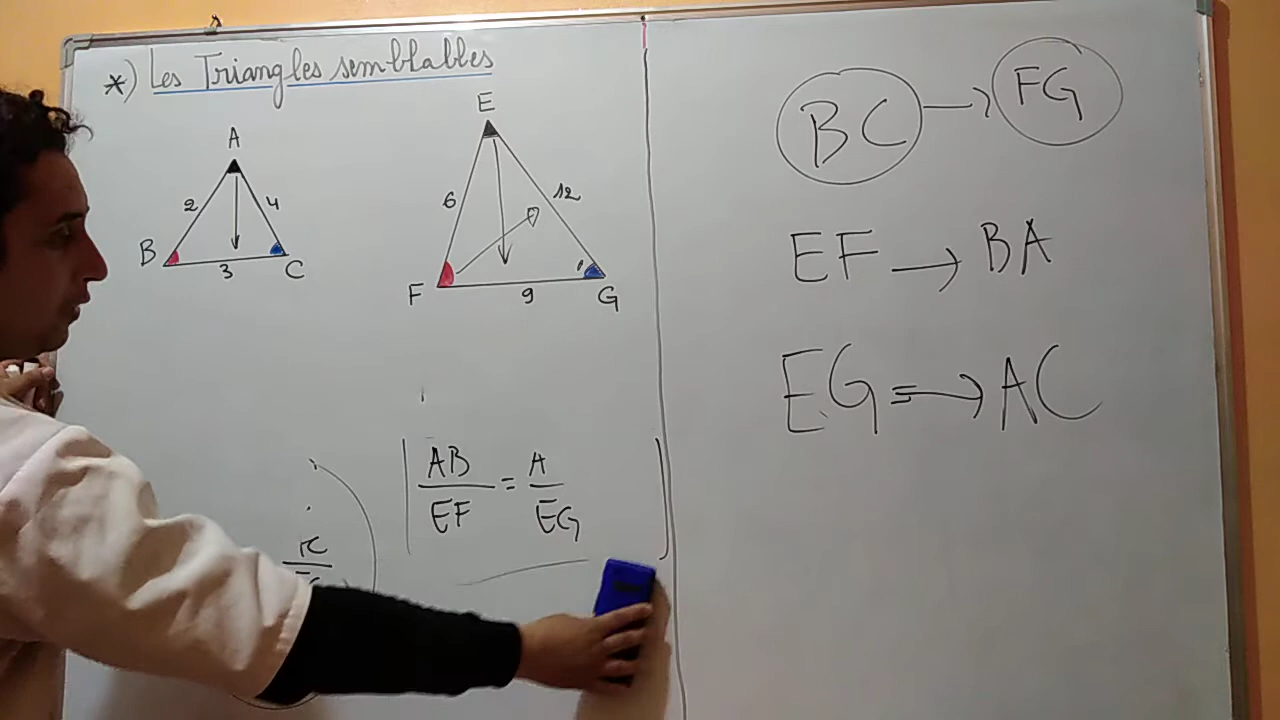 *) Les Triangles semblables
A
2 4
B 3 C
E
6 12
F 9 G
AB/EF = A/EG
BC → FG
EF → BA
EG ⇒ AC